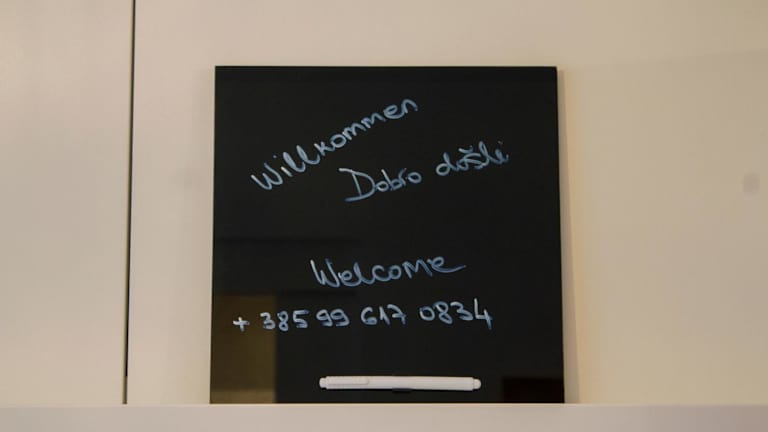 Willkommen
Dobro došli
Welcome
+ 385 99 617 0834